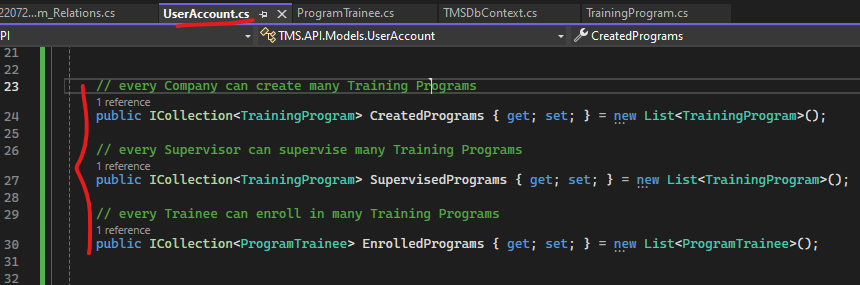 22072...m_Relations.cs
UserAccount.cs
ProgramTrainee.cs
TMSDbContext.cs
TrainingProgram.cs
PI
TMS.API.Models.UserAccount
CreatedPrograms
21
22
23 // every Company can create many Training Programs
1 reference
24 public ICollection<TrainingProgram> CreatedPrograms { get; set; } = new List<TrainingProgram>();
25
26 // every Supervisor can supervise many Training Programs
1 reference
27 public ICollection<TrainingProgram> SupervisedPrograms { get; set; } = new List<TrainingProgram>();
28
29 // every Trainee can enroll in many Training Programs
1 reference
30 public ICollection<ProgramTrainee> EnrolledPrograms { get; set; } = new List<ProgramTrainee>();
31
32